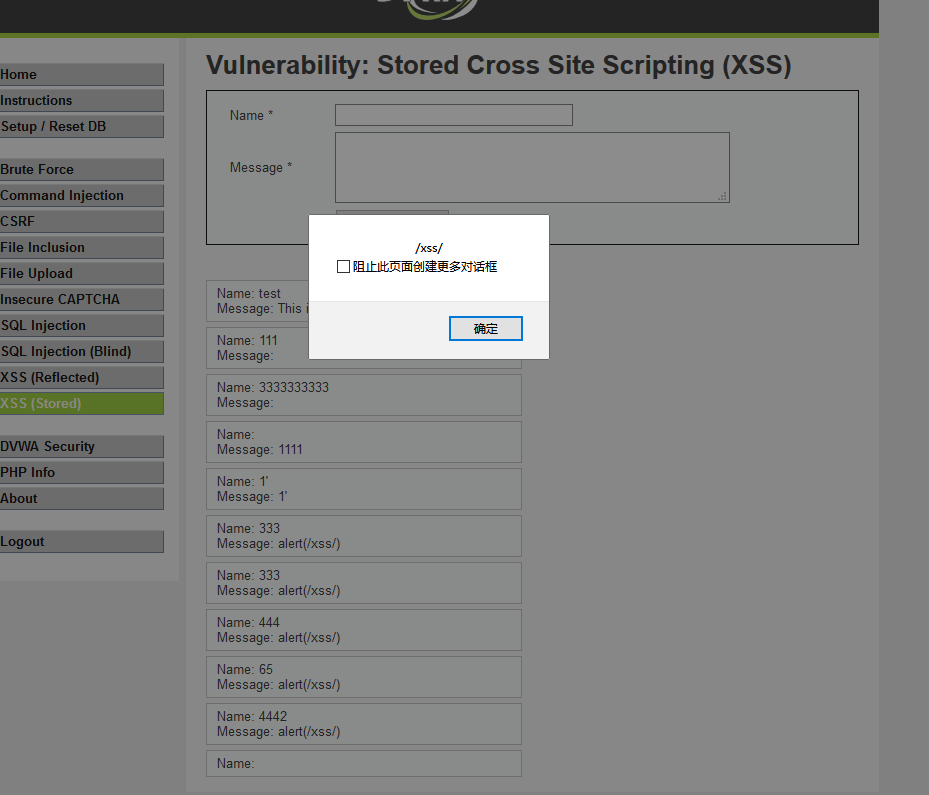 Home
Instructions
Setup / Reset DB
Brute Force
Command Injection
CSRF
File Inclusion
File Upload
Insecure CAPTCHA
SQL Injection
SQL Injection (Blind)
XSS (Reflected)
XSS (Stored)
DVWA Security
PHP Info
About
Logout
Vulnerability: Stored Cross Site Scripting (XSS)
Name *
Message *
/xss/
阻止此页面创建更多对话框
确定
Name: test
Message: This
Name: 111
Message:
Name: 3333333333
Message:
Name:
Message: 1111
Name: 1'
Message: 1'
Name: 333
Message: alert(/xss/)
Name: 333
Message: alert(/xss/)
Name: 444
Message: alert(/xss/)
Name: 65
Message: alert(/xss/)
Name: 4442
Message: alert(/xss/)
Name: